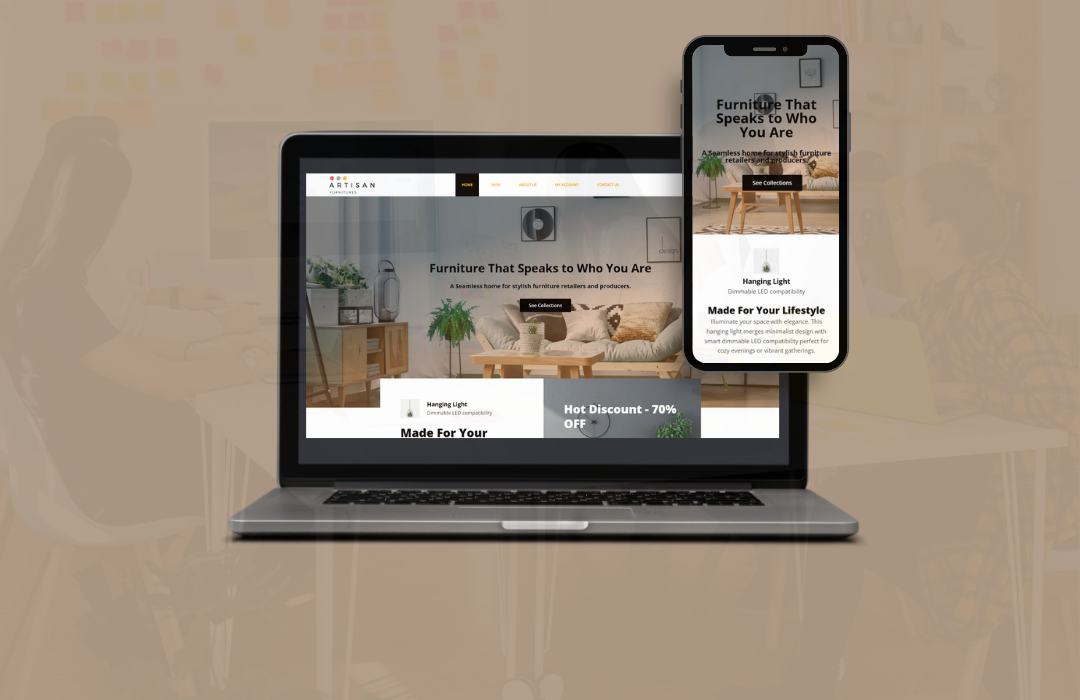 ARTISAN
FURNITURES
HOME
SHOP
ABOUT US
MY ACCOUNT
CONTACT US
design
Furniture That Speaks to Who You Are
A Seamless home for stylish furniture retailers and producers.
See Collections
Hanging Light
Dimmable LED compatibility
Made For Your
Hot Discount - 70%
OFF
Furniture That
Speaks to Who
You Are
A Seamless home for stylish furniture
retailers and producers.
See Collections
Hanging Light
Dimmable LED compatibility
Made For Your Lifestyle
Illuminate your space with elegance. This
hanging light merges minimalist design with
smart dimmable LED compatibility perfect for
cozy evenings or vibrant gatherings.